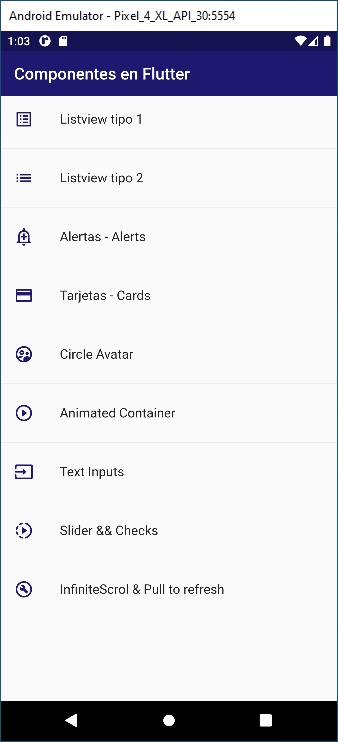 Android Emulator - Pixel_4_XL_API_30:5554
1:03
Componentes en Flutter
Listview tipo 1
Listview tipo 2
Alertas - Alerts
Tarjetas - Cards
Circle Avatar
Animated Container
Text Inputs
Slider && Checks
InfiniteScrol & Pull to refresh